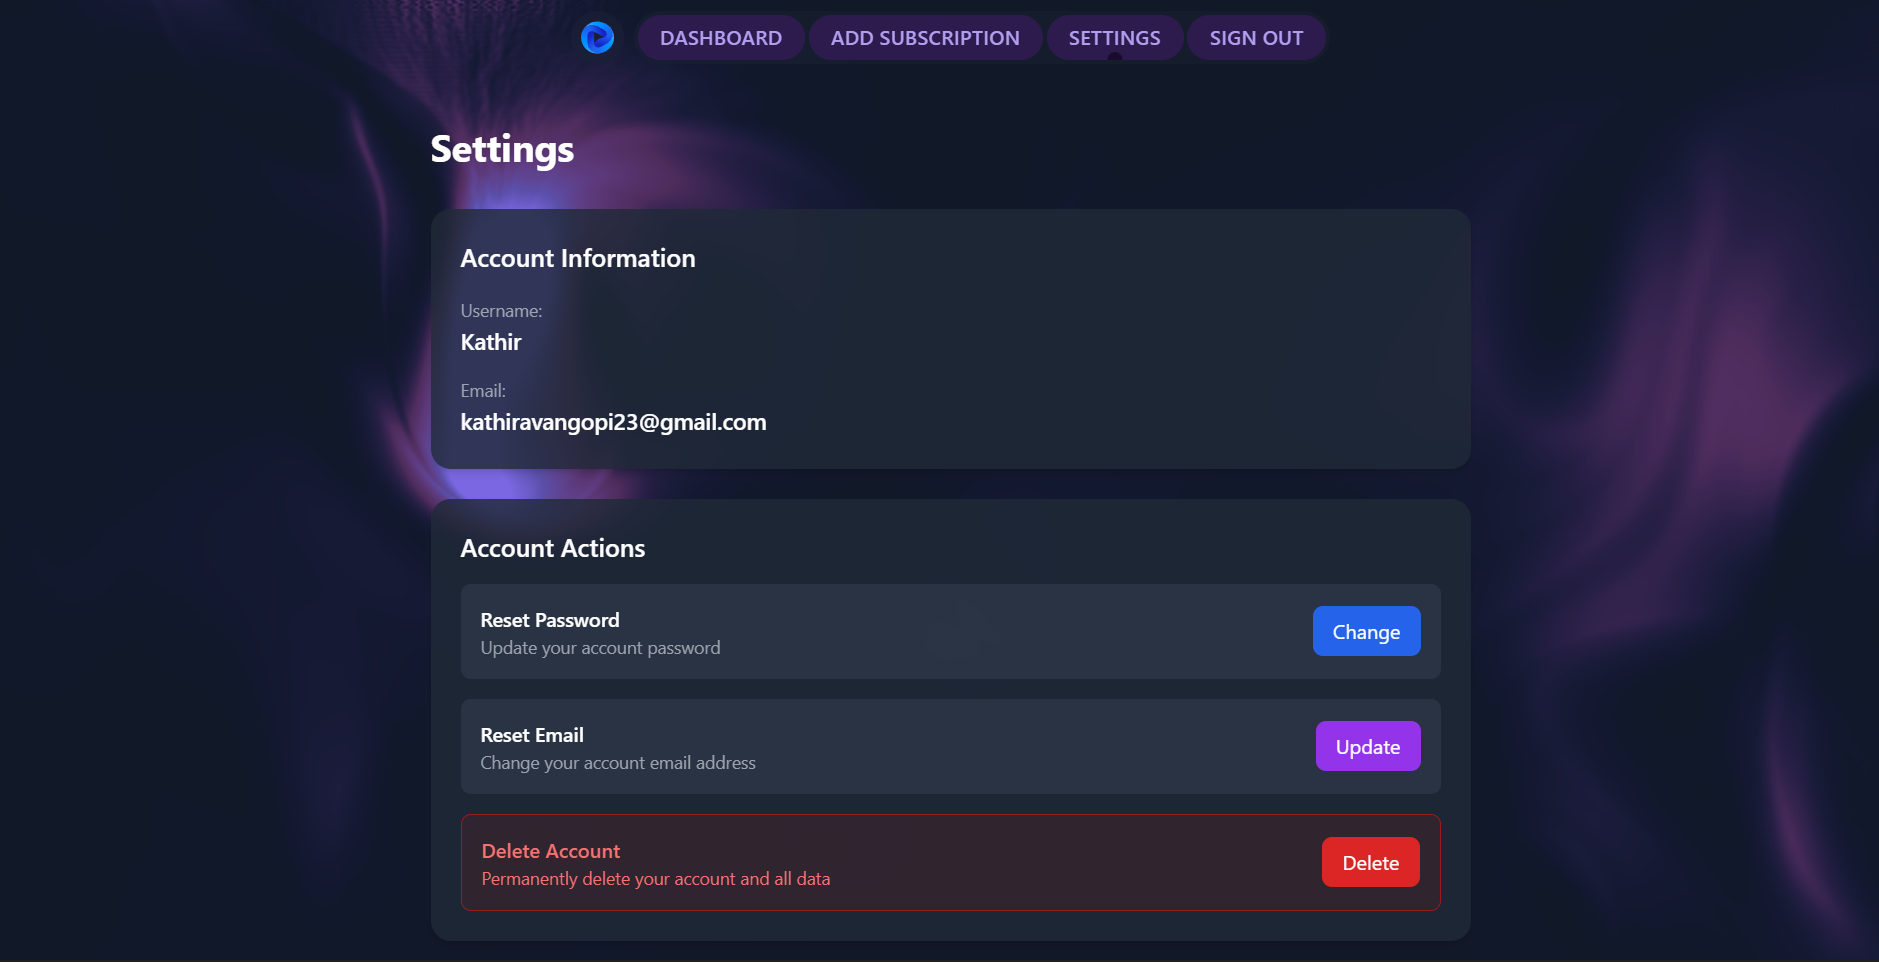 DASHBOARD ADD SUBSCRIPTION SETTINGS SIGN OUT
Settings
Account Information
Username:
Kathir
Email:
kathiravangopi23@gmail.com
Account Actions
Reset Password
Update your account password
Change
Reset Email
Change your account email address
Update
Delete Account
Permanently delete your account and all data
Delete